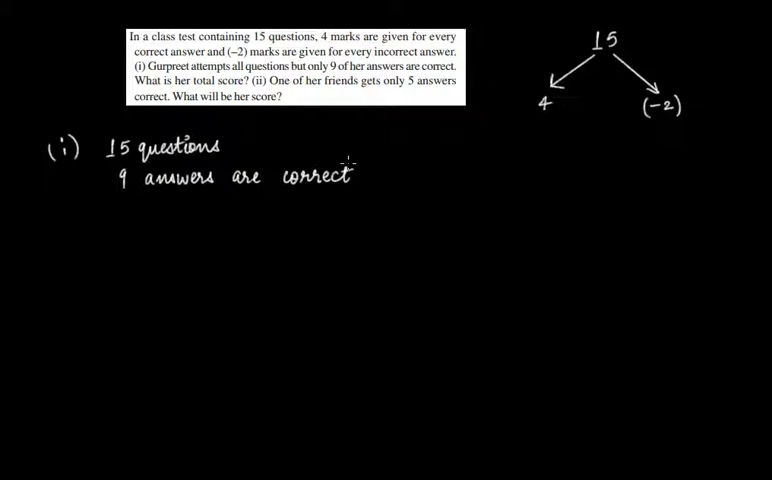 In a class test containing 15 questions, 4 marks are given for every
correct answer and (–2) marks are given for every incorrect answer.
(i) Gurpreet attempts all questions but only 9 of her answers are correct.
What is her total score? (ii) One of her friends gets only 5 answers
correct. What will be her score?
15
4 (-2)
(i) 15 questions
9 answers are correct